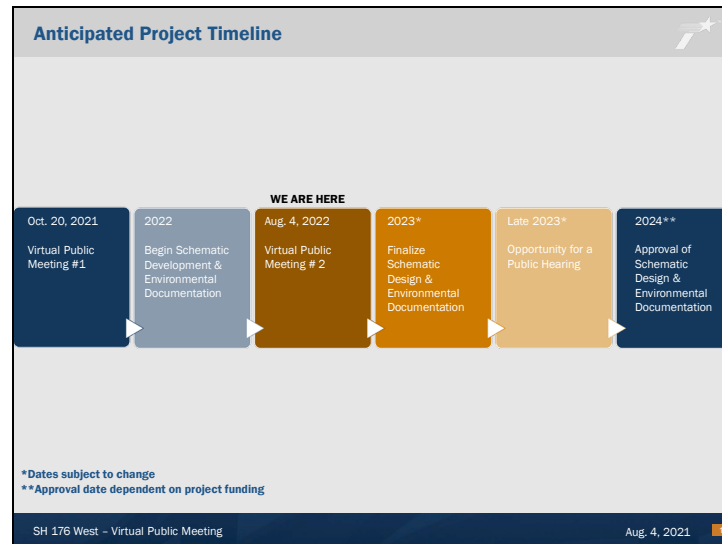 Anticipated Project Timeline
WE ARE HERE
Oct. 20, 2021
Virtual Public
Meeting #1
2022
Begin Schematic
Development &
Environmental
Documentation
Aug. 4, 2022
Virtual Public
Meeting # 2
2023*
Finalize
Schematic
Design &
Environmental
Documentation
Late 2023*
Opportunity for a
Public Hearing
2024**
Approval of
Schematic
Design &
Environmental
Documentation
*Dates subject to change
**Approval date dependent on project funding
SH 176 West – Virtual Public Meeting
Aug. 4, 2021